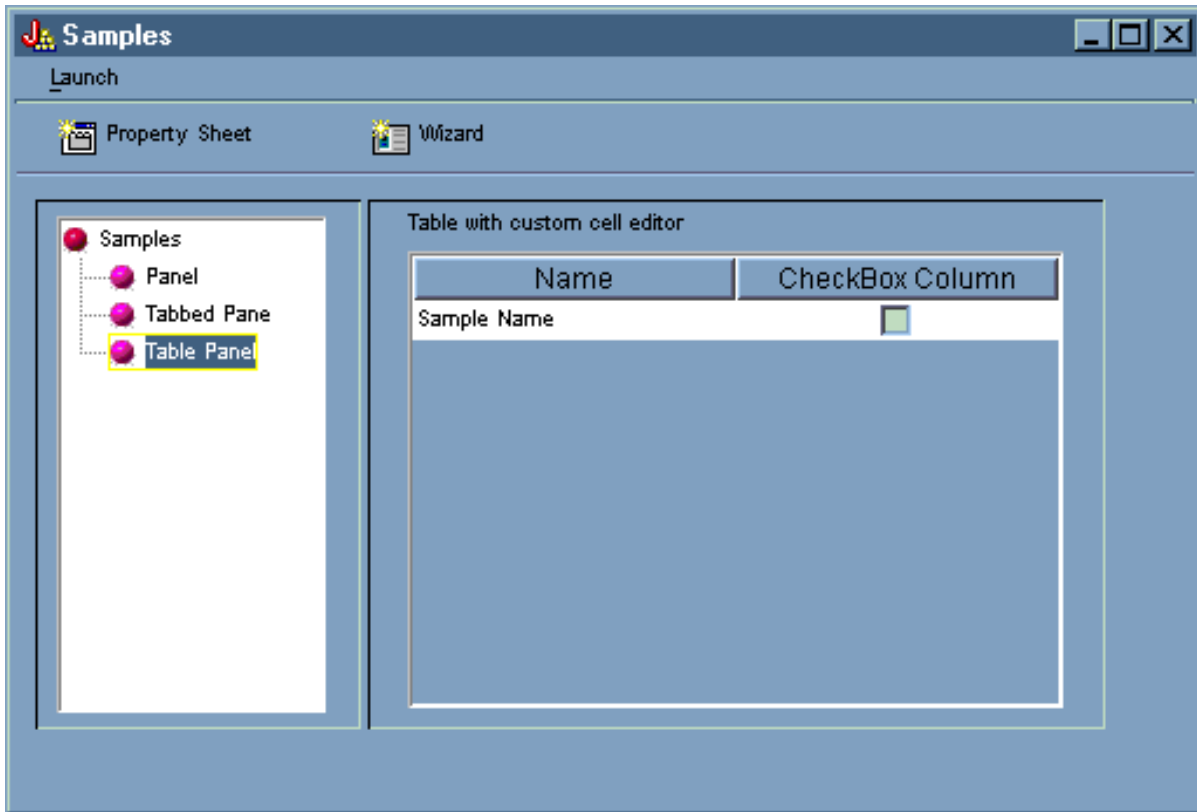 Samples
Launch
Property Sheet
Wizard
Samples
Panel
Tabbed Pane
Table Panel
Table with custom cell editor
Name
CheckBox Column
Sample Name